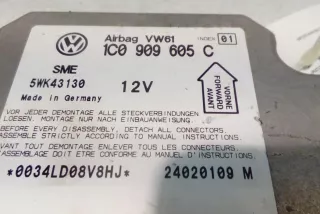 Airbag VW61 INDEX 01
1C0 909 605 C
SME
5WK43130
12V
Made in Germany
VORNE
FORWARD
AVANT
VOR JEDER DEMONTAGE ALLE STECKVERBINDUNGEN
LOESEN. MONTAGE NUR NACH EINBAUANWEISUNG.
BEFORE EVERY DISASSEMBLY, DETACH ALL CONNECTORS.
ASSEMBLE STRICTLY ACCORDING TO MANUAL INSTRUCTIONS.
AVANT TOUT DEMONTAGE ENLEVER TOUS LES CONNECTEURS.
ASSEMBLAGE DOIT ETRE CONFORME AU MANUEL D'INSTRUCTIONS
*0034LD08V8HJ* 24020109 M